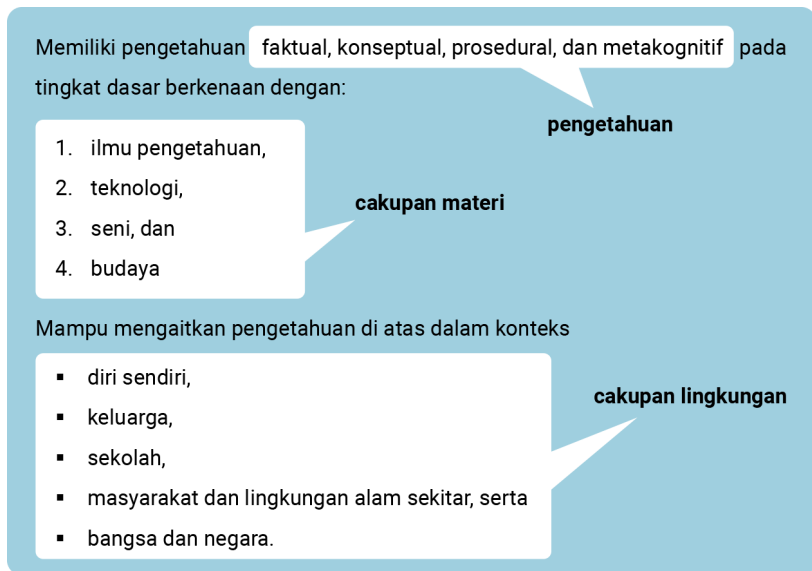 Memiliki pengetahuan faktual, konseptual, prosedural, dan metakognitif pada
tingkat dasar berkenaan dengan:
pengetahuan
1. ilmu pengetahuan,
2. teknologi,
3. seni, dan
4. budaya
cakupan materi
Mampu mengaitkan pengetahuan di atas dalam konteks
▪ diri sendiri,
▪ keluarga,
▪ sekolah,
▪ masyarakat dan lingkungan alam sekitar, serta
▪ bangsa dan negara.
cakupan lingkungan